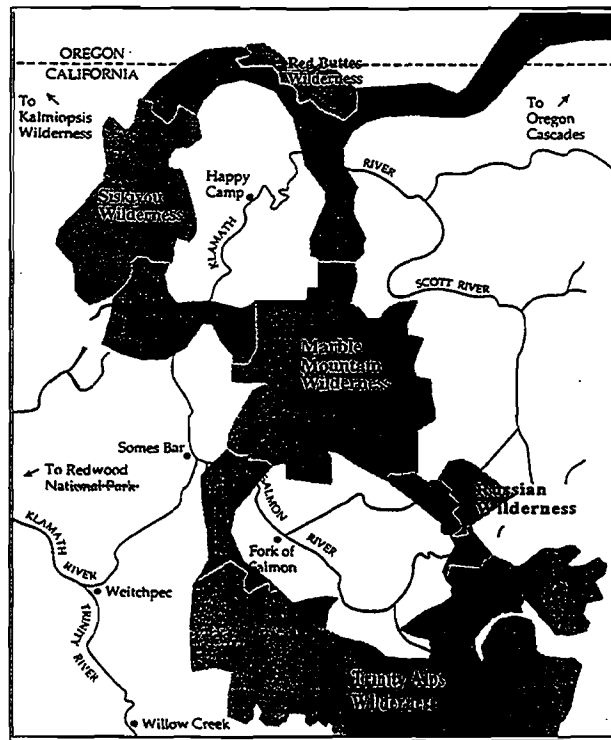 OREGON
CALIFORNIA
Red Buttes
Wilderness
To
Kalmiopsis
Wilderness
To
Oregon
Cascades
RIVER
Happy
Camp
Siskiyou
Wilderness
KLAMATH
SCOTT RIVER
Marble
Mountain
Wilderness
Somes Bar
To Redwood
National Park
Russian
Wilderness
SALMON
RIVER
KLAMATH
RIVER
Fork of
Salmon
Weitchpec
TRINITY
RIVER
Trinity Alps
Wilderness
Willow Creek